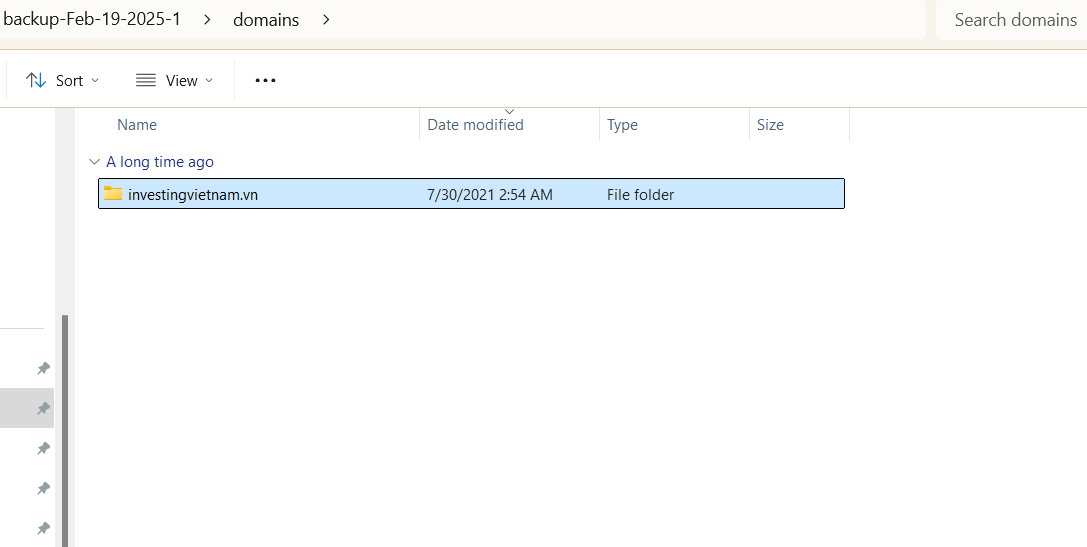 backup-Feb-19-2025-1 > domains >
Search domains
Sort
View
Name Date modified Type Size
A long time ago
investingvietnam.vn 7/30/2021 2:54 AM File folder